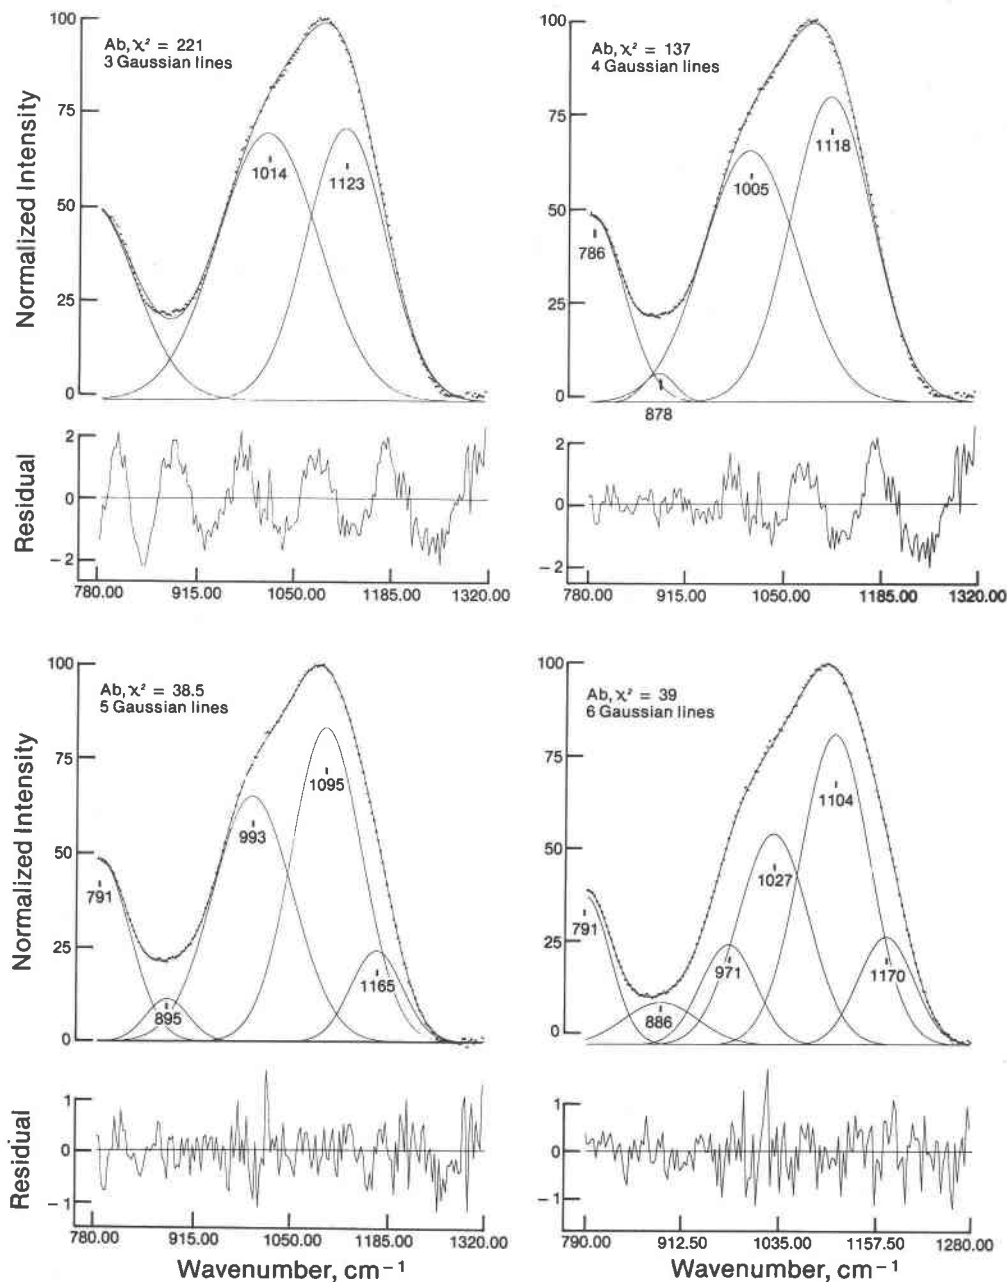 100
75
50
25
0
Normalized Intensity
Ab, χ² = 221
3 Gaussian lines
1014
1123
2
0
−2
Residual
780.00 915.00 1050.00 1185.00 1320.00
100
75
50
25
0
Ab, χ² = 137
4 Gaussian lines
786
878
1005
1118
2
0
−2
780.00 915.00 1050.00 1185.00 1320.00
100
75
50
25
0
Normalized Intensity
Ab, χ² = 38.5
5 Gaussian lines
791
895
993
1095
1165
1
0
−1
Residual
780.00 915.00 1050.00 1185.00 1320.00
Wavenumber, cm⁻¹
100
75
50
25
0
Ab, χ² = 39
6 Gaussian lines
791
886
971
1027
1104
1170
1
0
−1
790.00 912.50 1035.00 1157.50 1280.00
Wavenumber, cm⁻¹